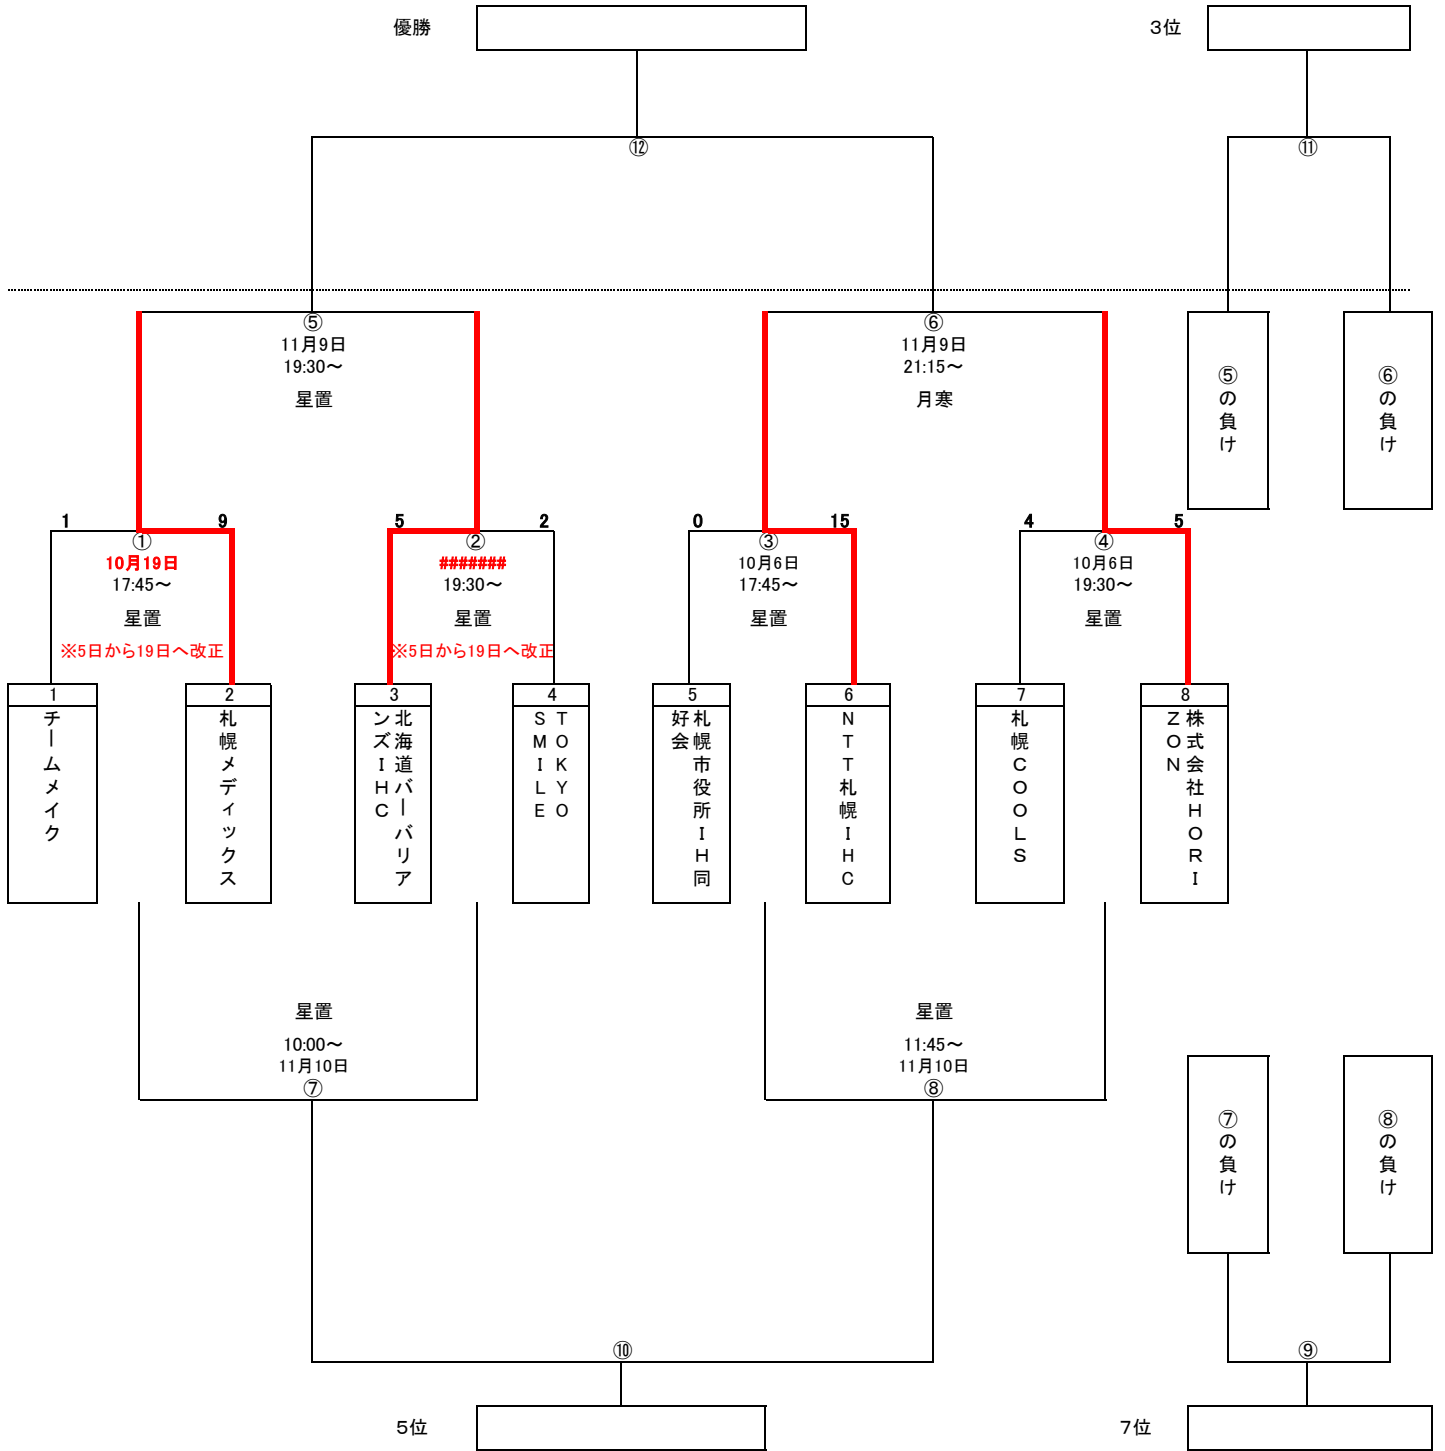 優勝
３位
⑫
⑪
⑤
11月9日
19:30～
星置
⑥
11月9日
21:15～
月寒
⑤の負け
⑥の負け
1 9
①
10月19日
17:45～
星置
※5日から19日へ改正
5 2
②
#######
19:30～
星置
※5日から19日へ改正
0 15
③
10月6日
17:45～
星置
4 5
④
10月6日
19:30～
星置
1
チームメイク
2
札幌メディックス
3
北海道バーバリア
ンズＩＨＣ
4
ＴＯＫＹＯ
ＳＭＩＬＥ
5
札幌市役所ＩＨ同
好会
6
ＮＴＴ札幌ＩＨＣ
7
札幌ＣＯＯＬＳ
8
株式会社ＨＯＲＩ
ＺＯＮ
星置
10:00～
11月10日
⑦
星置
11:45～
11月10日
⑧
⑦の負け
⑧の負け
⑩
⑨
５位
７位